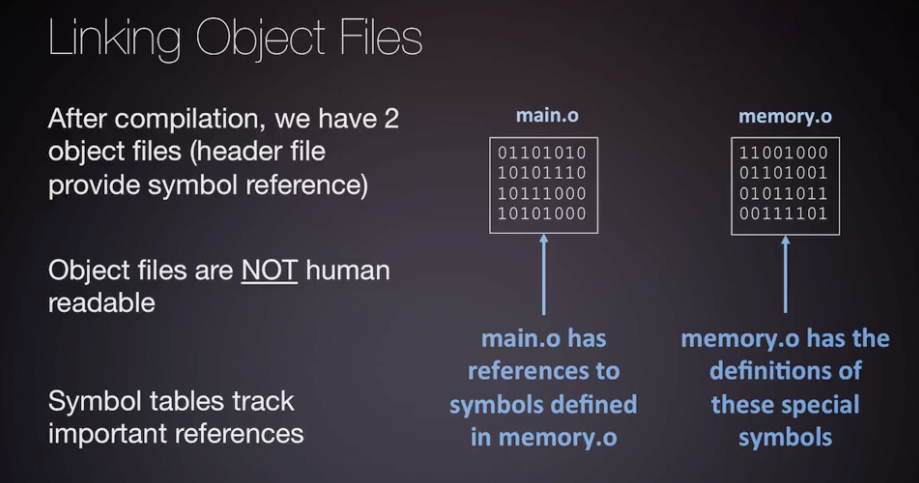 Linking Object Files
After compilation, we have 2
object files (header file
provide symbol reference)
Object files are NOT human
readable
Symbol tables track
important references
main.o
01101010
10101110
10111000
10101000
main.o has
references to
symbols defined
in memory.o
memory.o
11001000
01101001
01011011
00111101
memory.o has the
definitions of
these special
symbols